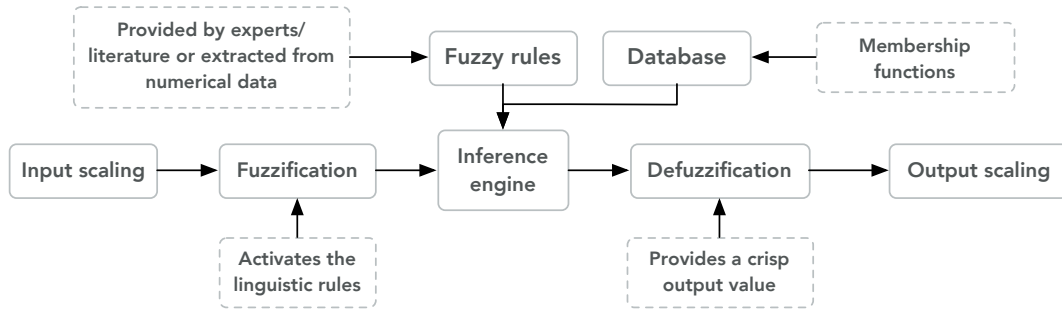 Provided by experts/
literature or extracted from
numerical data
Fuzzy rules
Database
Membership
functions
Input scaling
Fuzzification
Inference
engine
Defuzzification
Output scaling
Activates the
linguistic rules
Provides a crisp
output value